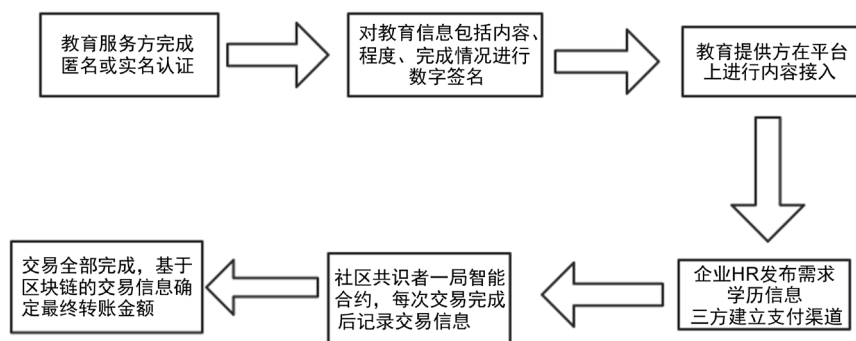 教育服务方完成
匿名或实名认证
对教育信息包括内容、
程度、完成情况进行
数字签名
教育提供方在平台
上进行内容接入
企业HR发布需求
学历信息
三方建立支付渠道
社区共识者一局智能
合约，每次交易完成
后记录交易信息
交易全部完成，基于
区块链的交易信息确
定最终转账金额